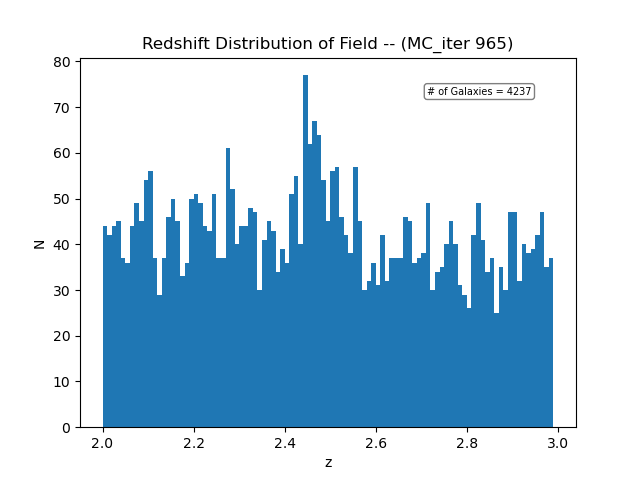 Redshift Distribution of Field -- (MC_iter 965)
# of Galaxies = 4237
80
70
60
50
40
30
20
10
0
N
2.0 2.2 2.4 2.6 2.8 3.0
z